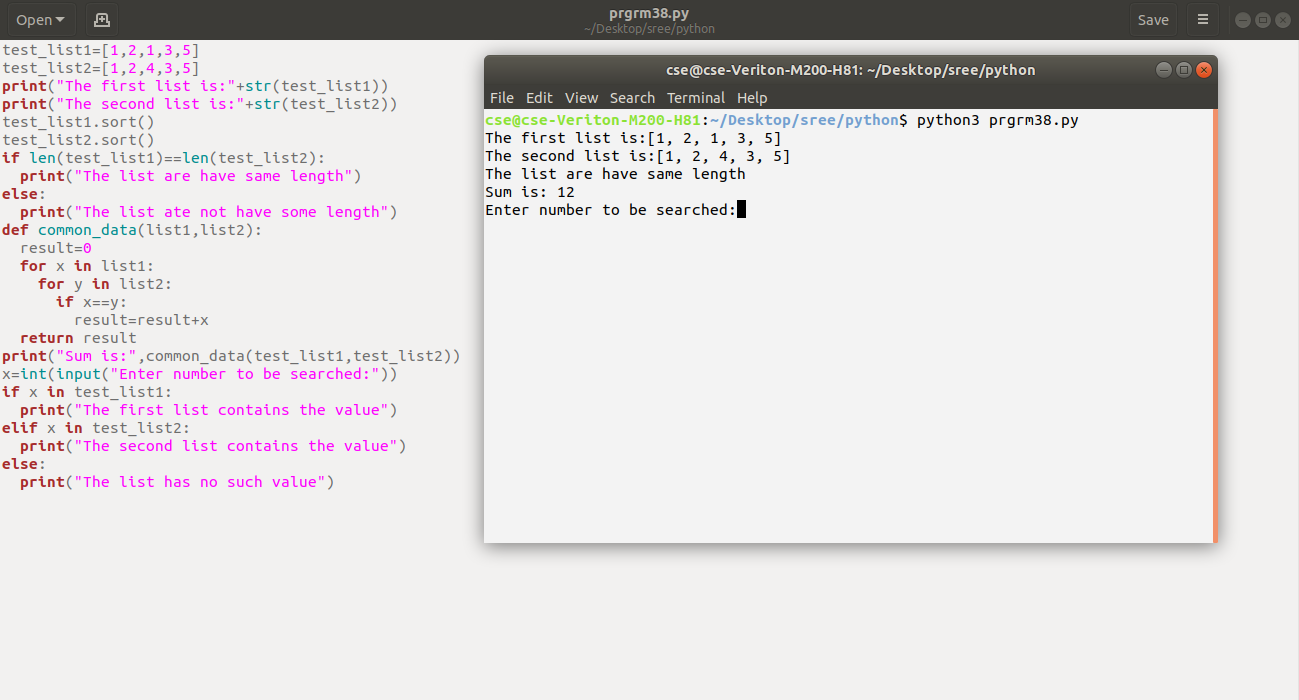 Open
prgrm38.py
~/Desktop/sree/python
Save
test_list1=[1,2,1,3,5]
test_list2=[1,2,4,3,5]
print("The first list is:"+str(test_list1))
print("The second list is:"+str(test_list2))
test_list1.sort()
test_list2.sort()
if len(test_list1)==len(test_list2):
  print("The list are have same length")
else:
  print("The list ate not have some length")
def common_data(list1,list2):
  result=0
  for x in list1:
    for y in list2:
      if x==y:
        result=result+x
  return result
print("Sum is:",common_data(test_list1,test_list2))
x=int(input("Enter number to be searched:"))
if x in test_list1:
  print("The first list contains the value")
elif x in test_list2:
  print("The second list contains the value")
else:
  print("The list has no such value")
cse@cse-Veriton-M200-H81: ~/Desktop/sree/python
File Edit View Search Terminal Help
cse@cse-Veriton-M200-H81:~/Desktop/sree/python$ python3 prgrm38.py
The first list is:[1, 2, 1, 3, 5]
The second list is:[1, 2, 4, 3, 5]
The list are have same length
Sum is: 12
Enter number to be searched: